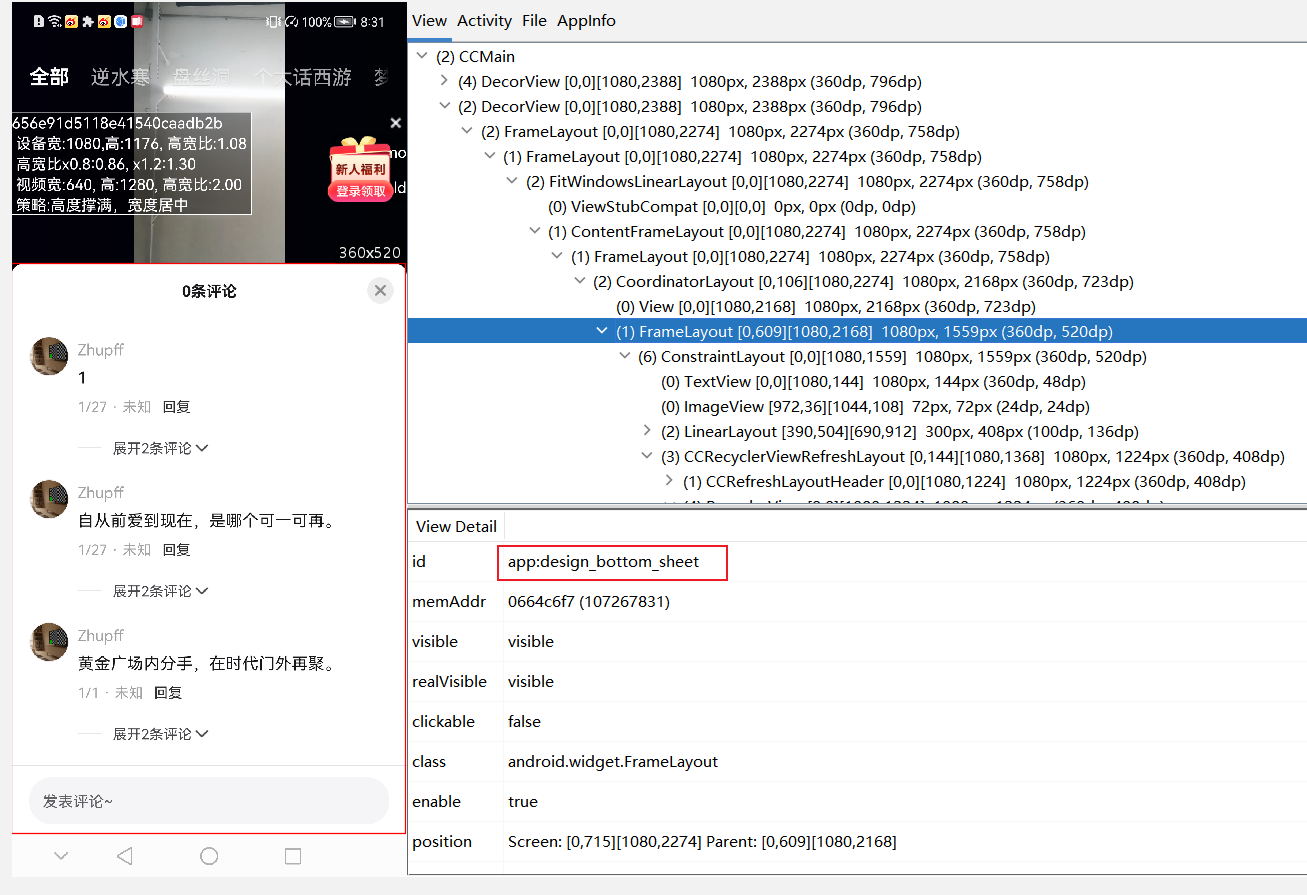 100% 8:31
全部 逆水寒 盘丝洞 个大话西游 梦
656e91d5118e41540caadb2b
设备宽:1080,高:1176, 高宽比:1.08
高宽比x0.8:0.86, x1.2:1.30
视频宽:640, 高:1280, 高宽比:2.00
策略:高度撑满，宽度居中
新人福利
登录领取
360x520
0条评论
Zhupff
1
1/27 · 未知 回复
展开2条评论
Zhupff
自从前爱到现在，是哪个可一可再。
1/27 · 未知 回复
展开2条评论
Zhupff
黄金广场内分手，在时代门外再聚。
1/1 · 未知 回复
展开2条评论
发表评论~
View Activity File AppInfo
(2) CCMain
(4) DecorView [0,0][1080,2388] 1080px, 2388px (360dp, 796dp)
(2) DecorView [0,0][1080,2388] 1080px, 2388px (360dp, 796dp)
(2) FrameLayout [0,0][1080,2274] 1080px, 2274px (360dp, 758dp)
(1) FrameLayout [0,0][1080,2274] 1080px, 2274px (360dp, 758dp)
(2) FitWindowsLinearLayout [0,0][1080,2274] 1080px, 2274px (360dp, 758dp)
(0) ViewStubCompat [0,0][0,0] 0px, 0px (0dp, 0dp)
(1) ContentFrameLayout [0,0][1080,2274] 1080px, 2274px (360dp, 758dp)
(1) FrameLayout [0,0][1080,2274] 1080px, 2274px (360dp, 758dp)
(2) CoordinatorLayout [0,106][1080,2274] 1080px, 2168px (360dp, 723dp)
(0) View [0,0][1080,2168] 1080px, 2168px (360dp, 723dp)
(1) FrameLayout [0,609][1080,2168] 1080px, 1559px (360dp, 520dp)
(6) ConstraintLayout [0,0][1080,1559] 1080px, 1559px (360dp, 520dp)
(0) TextView [0,0][1080,144] 1080px, 144px (360dp, 48dp)
(0) ImageView [972,36][1044,108] 72px, 72px (24dp, 24dp)
(2) LinearLayout [390,504][690,912] 300px, 408px (100dp, 136dp)
(3) CCRecyclerViewRefreshLayout [0,144][1080,1368] 1080px, 1224px (360dp, 408dp)
(1) CCRefreshLayoutHeader [0,0][1080,1224] 1080px, 1224px (360dp, 408dp)
View Detail
id app:design_bottom_sheet
memAddr 0664c6f7 (107267831)
visible visible
realVisible visible
clickable false
class android.widget.FrameLayout
enable true
position Screen: [0,715][1080,2274] Parent: [0,609][1080,2168]